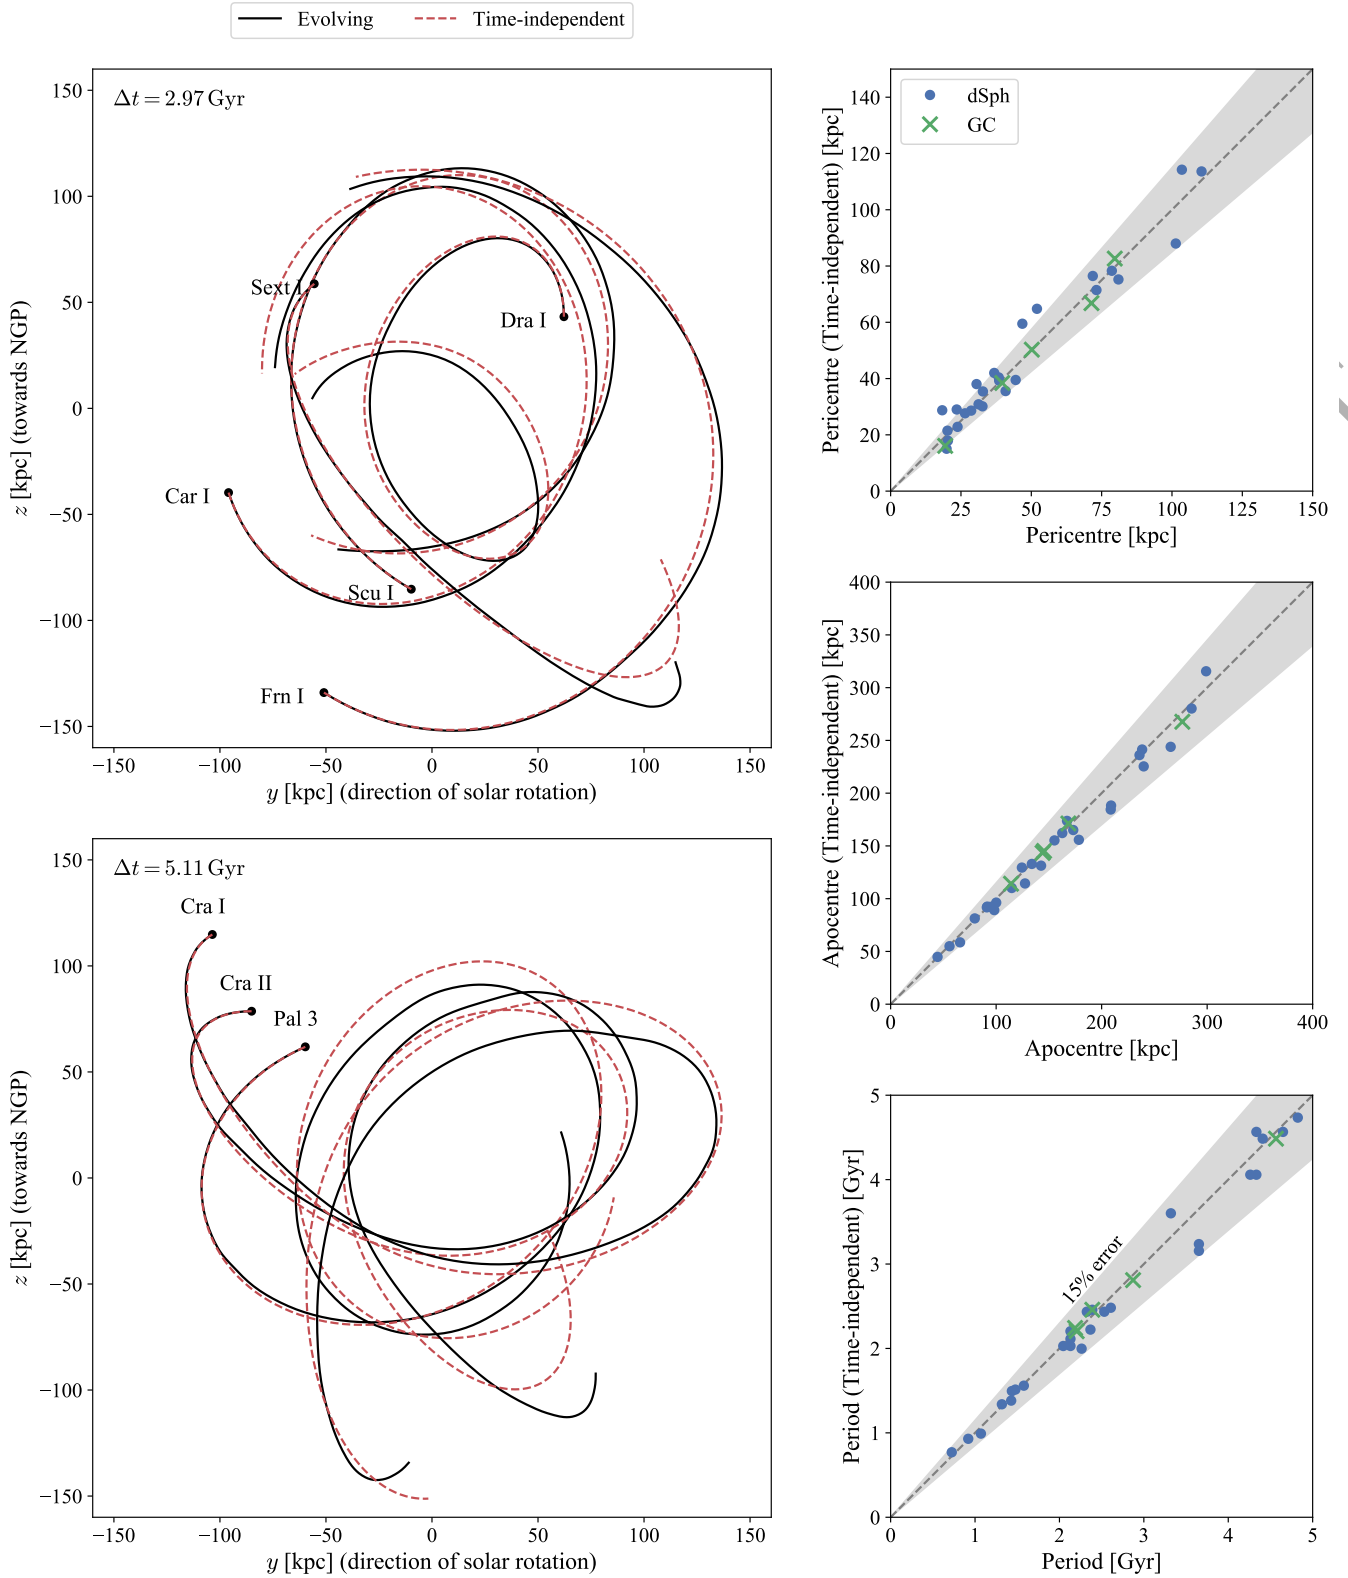 Evolving
Time-independent
Δt = 2.97 Gyr
150
100
50
0
−50
−100
−150
z [kpc] (towards NGP)
Sext I
Dra I
Car I
Scu I
Frn I
−150
−100
−50
0
50
100
150
y [kpc] (direction of solar rotation)
Δt = 5.11 Gyr
150
100
50
0
−50
−100
−150
z [kpc] (towards NGP)
Cra I
Cra II
Pal 3
−150
−100
−50
0
50
100
150
y [kpc] (direction of solar rotation)
dSph
GC
140
120
100
80
60
40
20
0
Pericentre (Time-independent) [kpc]
0
25
50
75
100
125
150
Pericentre [kpc]
400
350
300
250
200
150
100
50
0
Apocentre (Time-independent) [kpc]
0
100
200
300
400
Apocentre [kpc]
5
4
3
2
1
0
Period (Time-independent) [Gyr]
15% error
0
1
2
3
4
5
Period [Gyr]